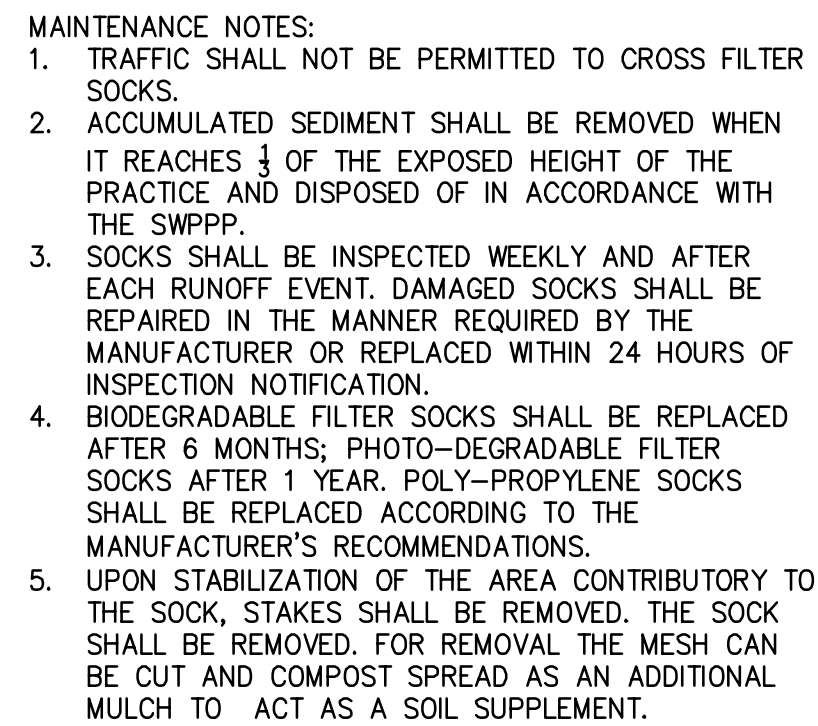 MAINTENANCE NOTES:
1. TRAFFIC SHALL NOT BE PERMITTED TO CROSS FILTER
SOCKS.
2. ACCUMULATED SEDIMENT SHALL BE REMOVED WHEN
IT REACHES 1/3 OF THE EXPOSED HEIGHT OF THE
PRACTICE AND DISPOSED OF IN ACCORDANCE WITH
THE SWPPP.
3. SOCKS SHALL BE INSPECTED WEEKLY AND AFTER
EACH RUNOFF EVENT. DAMAGED SOCKS SHALL BE
REPAIRED IN THE MANNER REQUIRED BY THE
MANUFACTURER OR REPLACED WITHIN 24 HOURS OF
INSPECTION NOTIFICATION.
4. BIODEGRADABLE FILTER SOCKS SHALL BE REPLACED
AFTER 6 MONTHS; PHOTO-DEGRADABLE FILTER
SOCKS AFTER 1 YEAR. POLY-PROPYLENE SOCKS
SHALL BE REPLACED ACCORDING TO THE
MANUFACTURER'S RECOMMENDATIONS.
5. UPON STABILIZATION OF THE AREA CONTRIBUTORY TO
THE SOCK, STAKES SHALL BE REMOVED. THE SOCK
SHALL BE REMOVED. FOR REMOVAL THE MESH CAN
BE CUT AND COMPOST SPREAD AS AN ADDITIONAL
MULCH TO ACT AS A SOIL SUPPLEMENT.